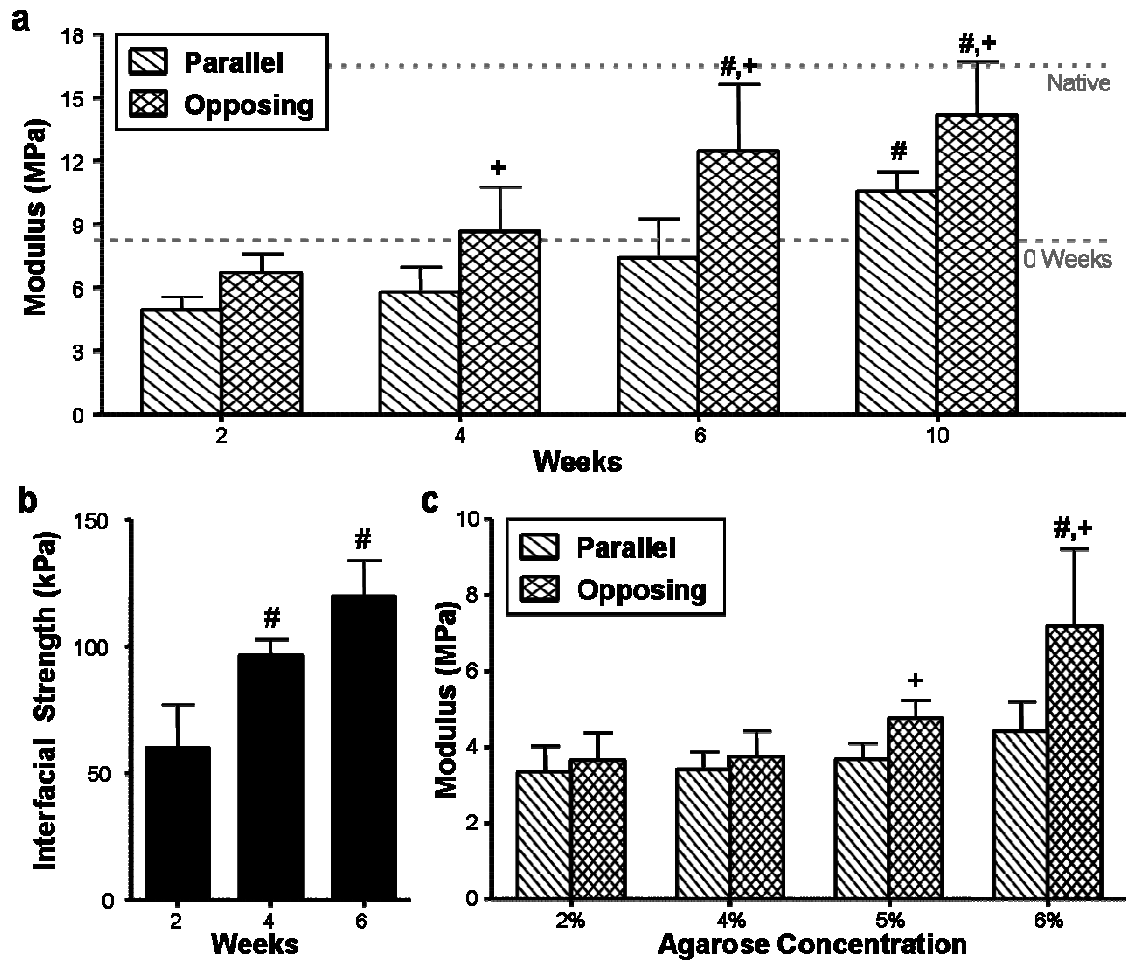 a
18
15
12
9
6
3
0
Modulus (MPa)
Parallel
Opposing
Native
0 Weeks
+
#,+
#
#,+
2 4 6 10
Weeks
b
150
100
50
0
Interfacial Strength (kPa)
#
#
2 4 6
Weeks
c
10
8
6
4
2
0
Modulus (MPa)
Parallel
Opposing
+
#,+
2% 4% 5% 6%
Agarose Concentration